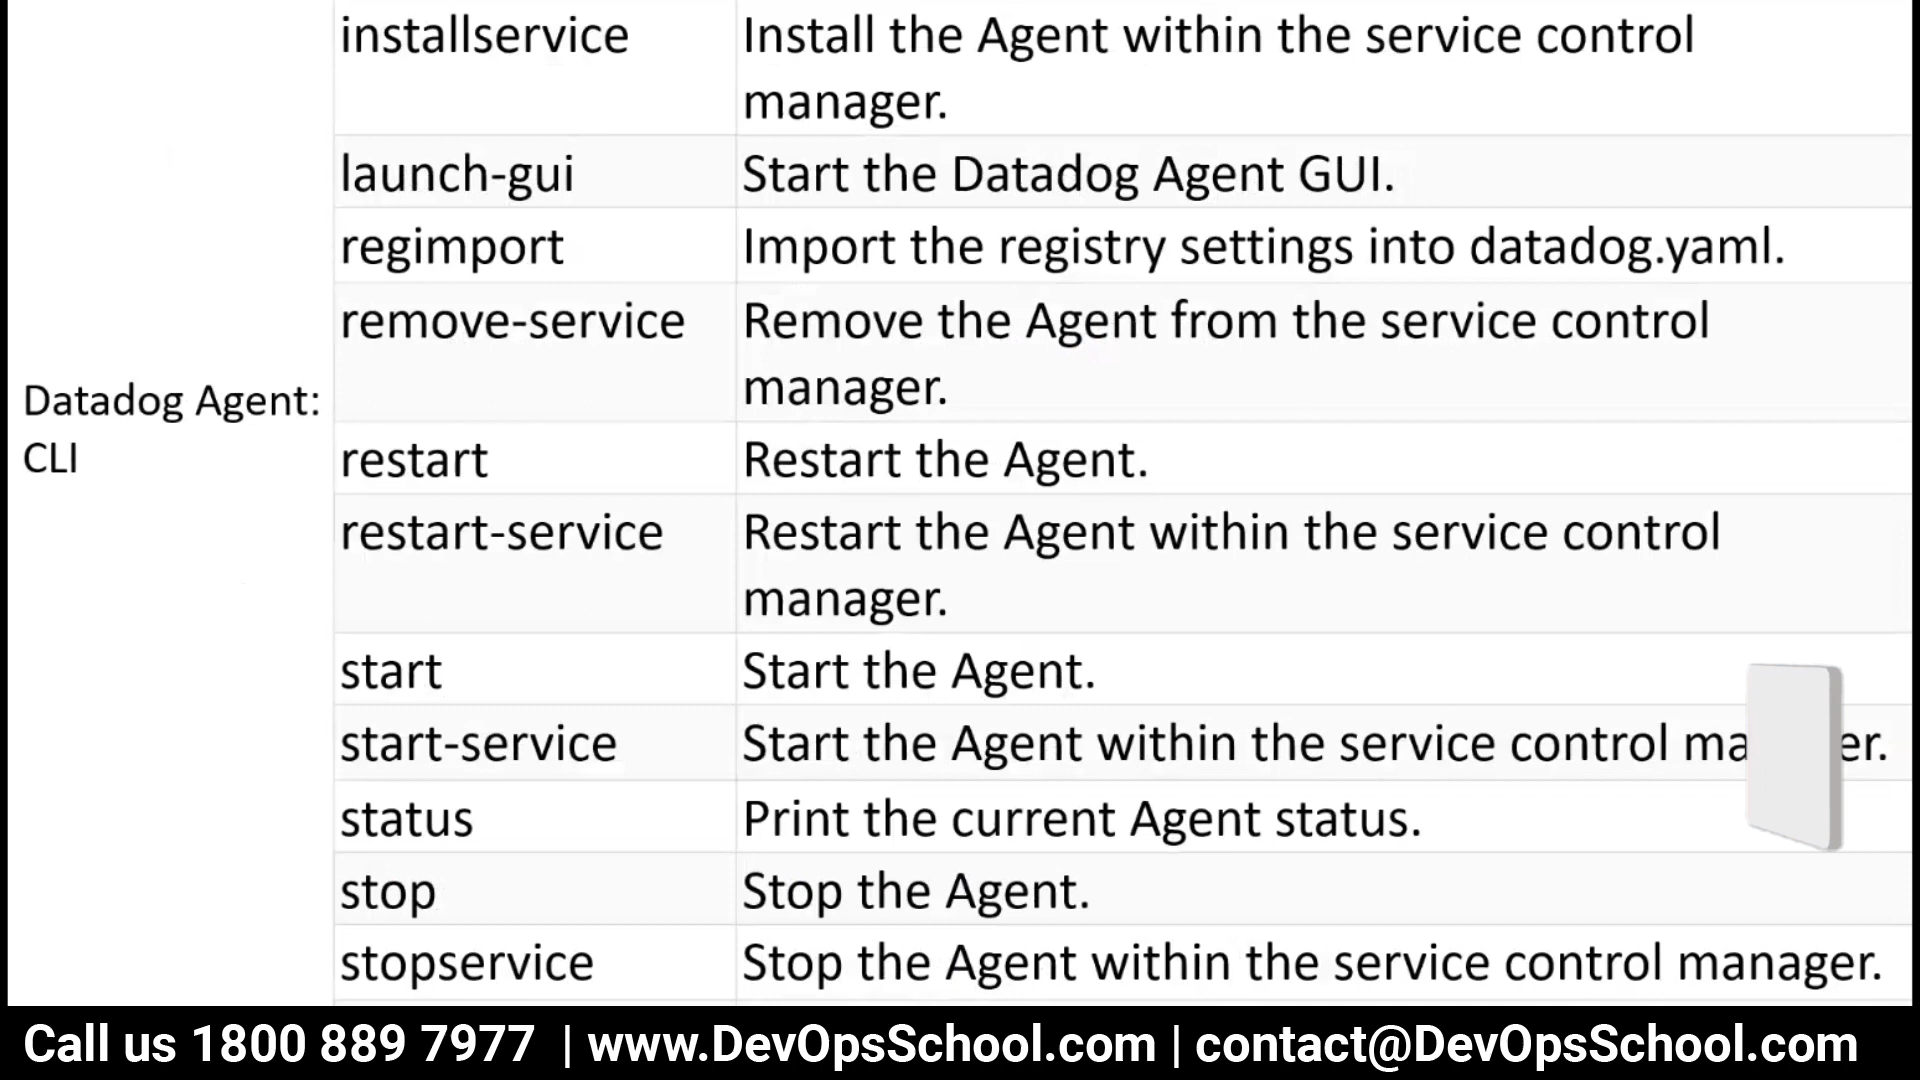 installservice
Install the Agent within the service control
manager.
launch-gui
Start the Datadog Agent GUI.
regimport
Import the registry settings into datadog.yaml.
remove-service
Remove the Agent from the service control
manager.
Datadog Agent:
CLI
restart
Restart the Agent.
restart-service
Restart the Agent within the service control
manager.
start
Start the Agent.
start-service
Start the Agent within the service control
status
Print the current Agent status.
stop
Stop the Agent.
stopservice
Stop the Agent within the service control manager.
Call us 1800 889 7977 | www.DevOpsSchool.com | contact@DevOpsSchool.com